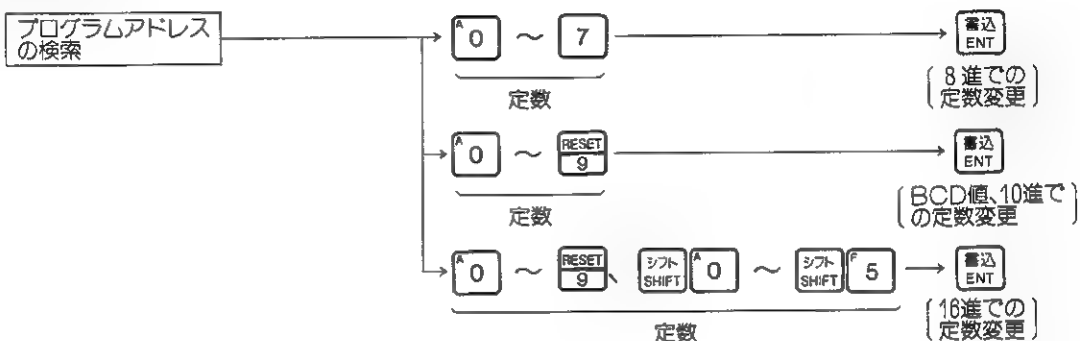 プログラムアドレス
の検索
A 0 ～ 7
書込
ENT
定数
(8進での
定数変更)
A 0 ～ RESET 9
書込
ENT
定数
(BCD値、10進で
の定数変更)
A 0 ～ RESET 9、 シフト SHIFT A 0 ～ シフト SHIFT F 5
書込
ENT
定数
(16進での
定数変更)